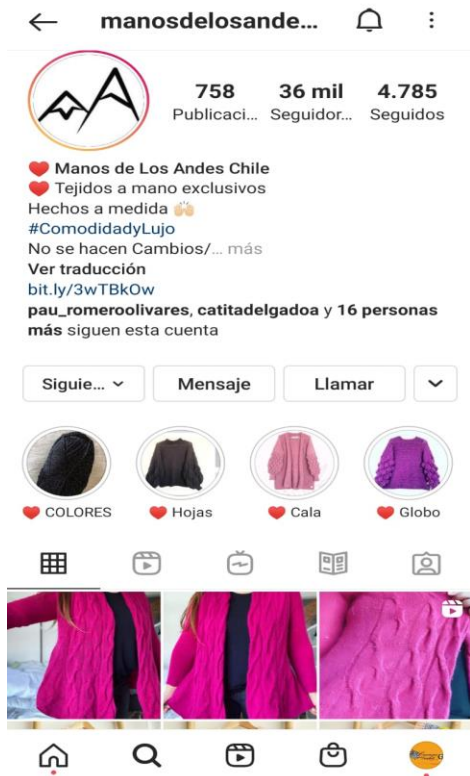 manosdelosande...
758 36 mil 4.785
Publicaci... Seguidor... Seguidos
Manos de Los Andes Chile
Tejidos a mano exclusivos
Hechos a medida
#ComodidadyLujo
No se hacen Cambios/... más
Ver traducción
bit.ly/3wTBkOw
pau_romeroolivares, catitadelgadoa y 16 personas
más siguen esta cuenta
Siguie... Mensaje Llamar
COLORES Hojas Cala Globo